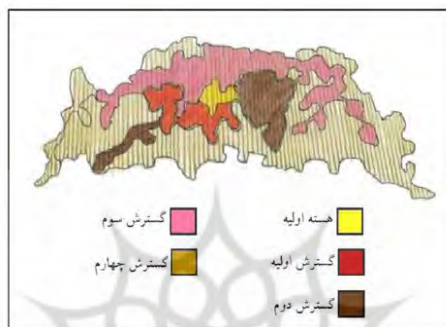 هسته اولیه
گسترش سوم
گسترش اولیه
گسترش چهارم
گسترش دوم